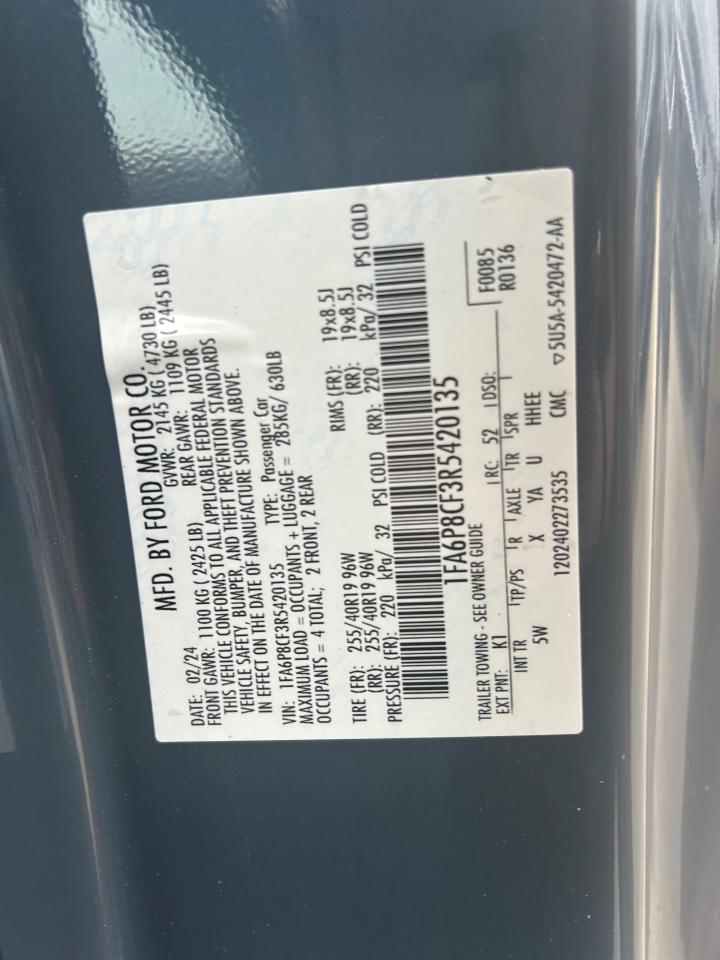 MFD. BY FORD MOTOR CO.
DATE: 02/24 GVWR: 2145 KG ( 4730 LB)
FRONT GAWR: 1100 KG ( 2425 LB) REAR GAWR: 1109 KG ( 2445 LB)
THIS VEHICLE CONFORMS TO ALL APPLICABLE FEDERAL MOTOR
VEHICLE SAFETY, BUMPER, AND THEFT PREVENTION STANDARDS
IN EFFECT ON THE DATE OF MANUFACTURE SHOWN ABOVE.
VIN: 1FA6P8CF3R5420135 TYPE: Passenger Car
MAXIMUM LOAD = OCCUPANTS + LUGGAGE = 285KG/ 630LB
OCCUPANTS = 4 TOTAL; 2 FRONT, 2 REAR
TIRE (FR): 255/40R19 96W RIMS (FR): 19x8.5J
(RR): 255/40R19 96W (RR): 19x8.5J
PRESSURE (FR): 220 kPa/ 32 PSI COLD (RR): 220 kPa/ 32 PSI COLD
1FA6P8CF3R5420135
TRAILER TOWING - SEE OWNER GUIDE F0085
EXT PNT: K1 RC: 52 DSO: R0136
INT TR TP/PS R AXLE TR SPR
5W X YA U HHEE
1202402273535 CMC ▽5U5A-5420472-AA